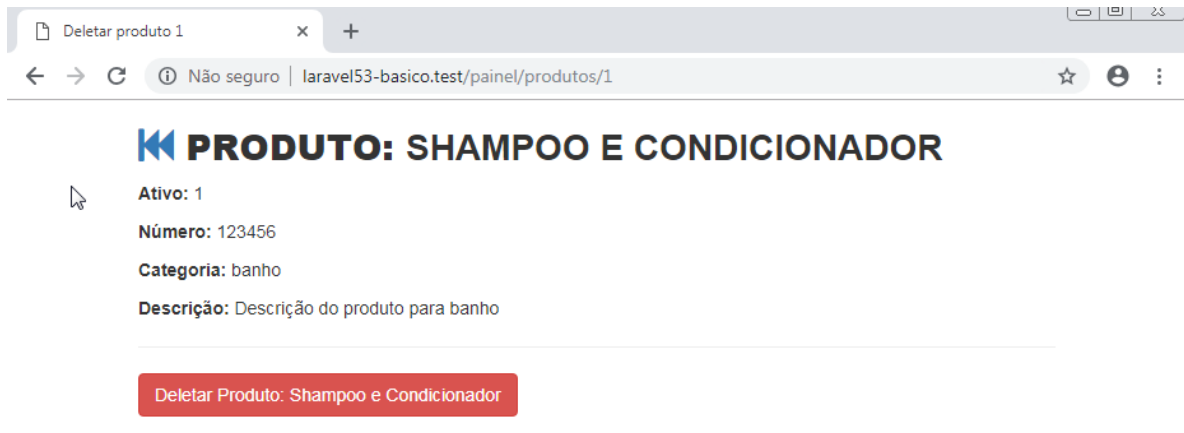 Deletar produto 1
Não seguro | laravel53-basico.test/painel/produtos/1
PRODUTO: SHAMPOO E CONDICIONADOR
Ativo: 1
Número: 123456
Categoria: banho
Descrição: Descrição do produto para banho
Deletar Produto: Shampoo e Condicionador